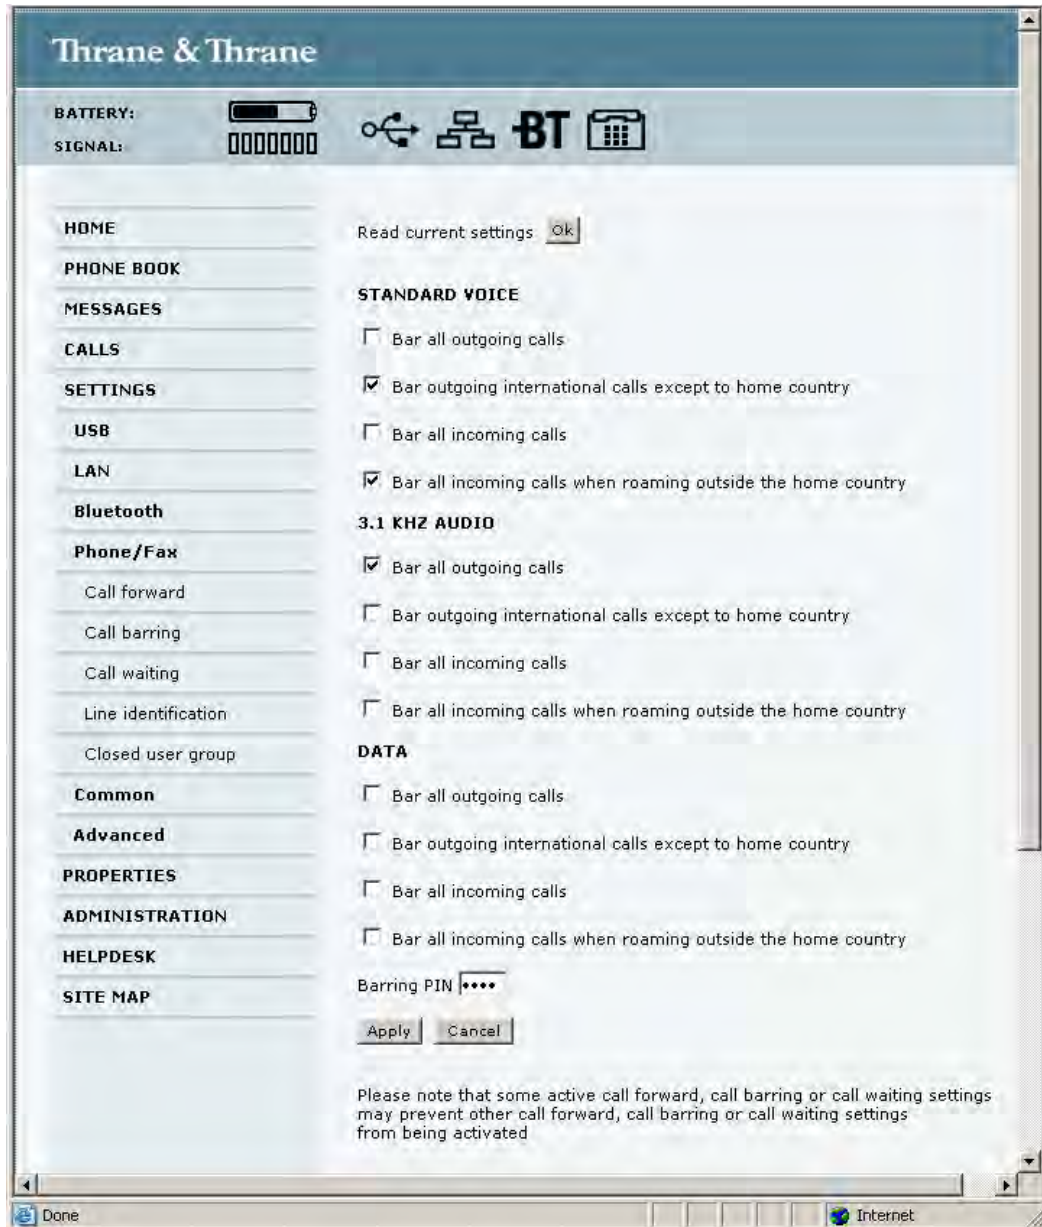 Thrane & Thrane
BATTERY:
SIGNAL:
BT
HOME
PHONE BOOK
MESSAGES
CALLS
SETTINGS
USB
LAN
Bluetooth
Phone/Fax
Call forward
Call barring
Call waiting
Line identification
Closed user group
Common
Advanced
PROPERTIES
ADMINISTRATION
HELPDESK
SITE MAP
Read current settings Ok
STANDARD VOICE
Bar all outgoing calls
Bar outgoing international calls except to home country
Bar all incoming calls
Bar all incoming calls when roaming outside the home country
3.1 KHZ AUDIO
Bar all outgoing calls
Bar outgoing international calls except to home country
Bar all incoming calls
Bar all incoming calls when roaming outside the home country
DATA
Bar all outgoing calls
Bar outgoing international calls except to home country
Bar all incoming calls
Bar all incoming calls when roaming outside the home country
Barring PIN ••••
Apply Cancel
Please note that some active call forward, call barring or call waiting settings
may prevent other call forward, call barring or call waiting settings
from being activated
Done Internet